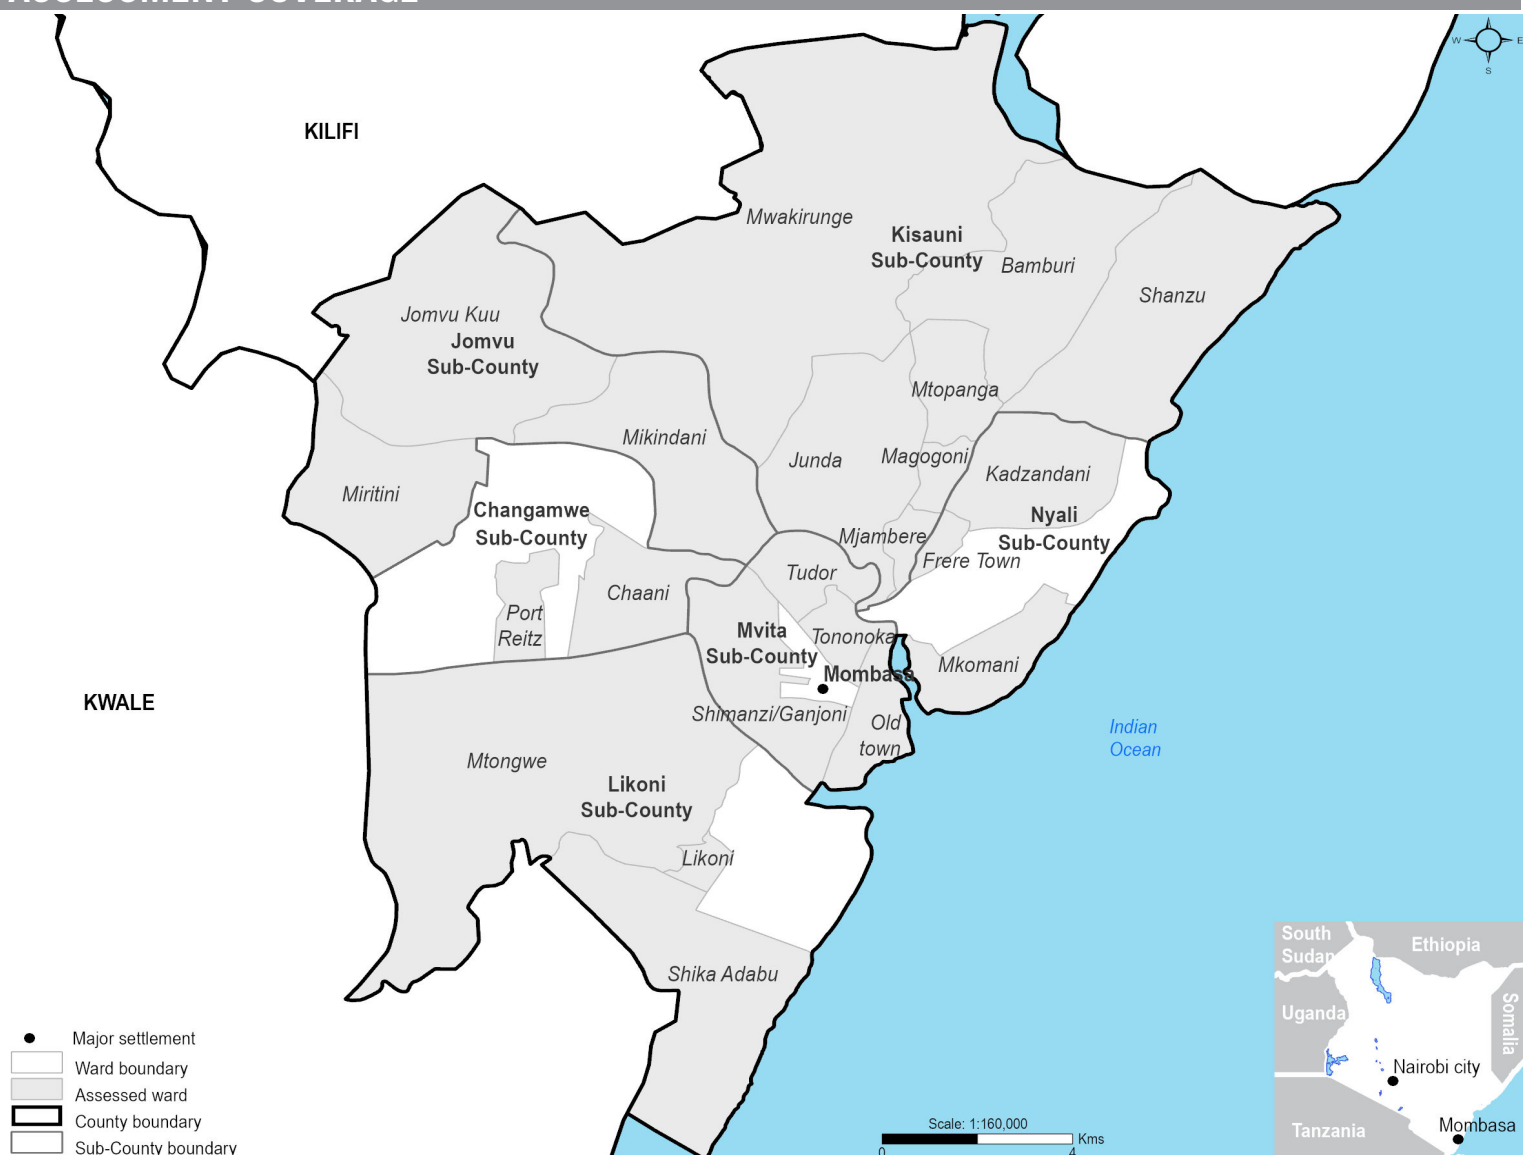 ASSESSMENT COVERAGE
W
E
S
KILIFI
Mwakirunge
Kisauni
Sub-County
Bamburi
Shanzu
Jomvu Kuu
Jomvu
Sub-County
Mtopanga
Mikindani
Junda
Magogoni
Kadzandani
Miritini
Changamwe
Sub-County
Nyali
Sub-County
Mjambere
Frere Town
Tudor
Chaani
Port
Reitz
Mvita
Sub-County
Tononoka
Mkomani
Mombasa
KWALE
Shimanzi/Ganjoni
Old
town
Indian
Ocean
Mtongwe
Likoni
Sub-County
Likoni
Shika Adabu
Major settlement
Ward boundary
Assessed ward
County boundary
Sub-County boundary
Scale: 1:160,000
Kms
0
4
South
Sudan
Ethiopia
Uganda
Somalia
Nairobi city
Mombasa
Tanzania